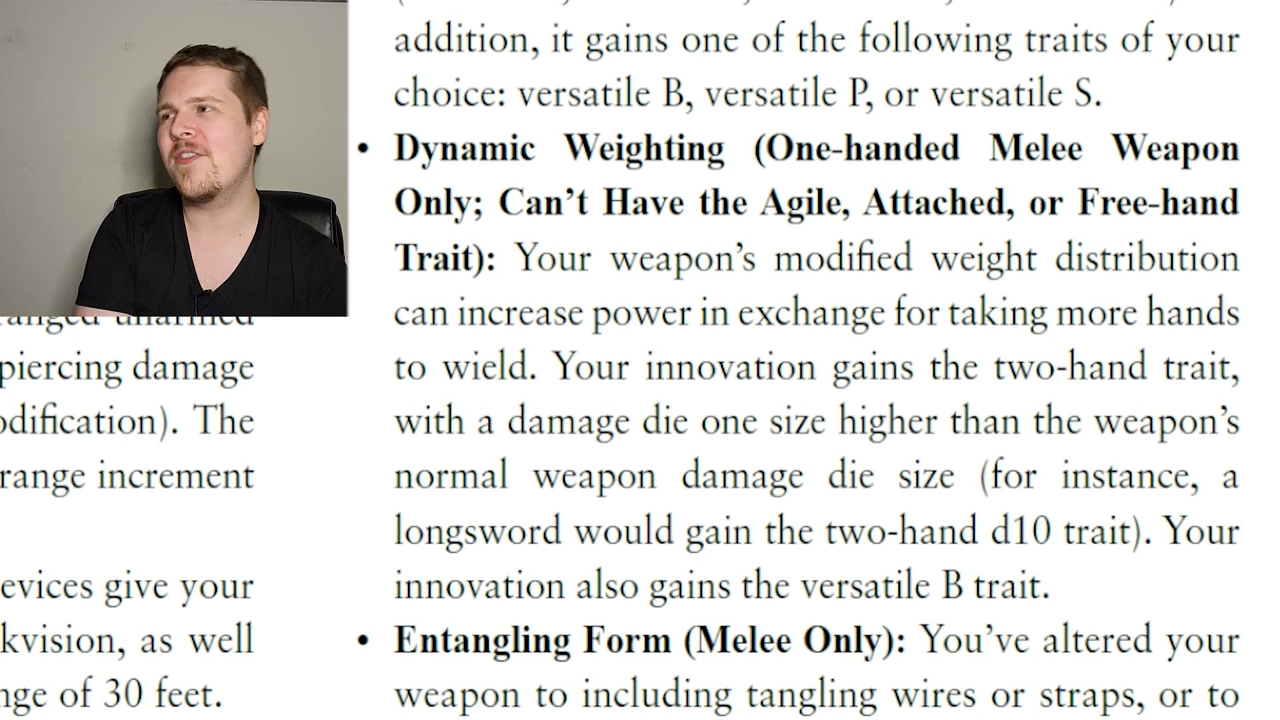 addition, it gains one of the following traits of your
choice: versatile B, versatile P, or versatile S.
• Dynamic Weighting (One-handed Melee Weapon
Only; Can't Have the Agile, Attached, or Free-hand
Trait): Your weapon's modified weight distribution
can increase power in exchange for taking more hands
to wield. Your innovation gains the two-hand trait,
with a damage die one size higher than the weapon's
normal weapon damage die size (for instance, a
longsword would gain the two-hand d10 trait). Your
innovation also gains the versatile B trait.
• Entangling Form (Melee Only): You've altered your
weapon to including tangling wires or straps, or to
piercing damage
odification). The
range increment
evices give your
kvision, as well
nge of 30 feet.